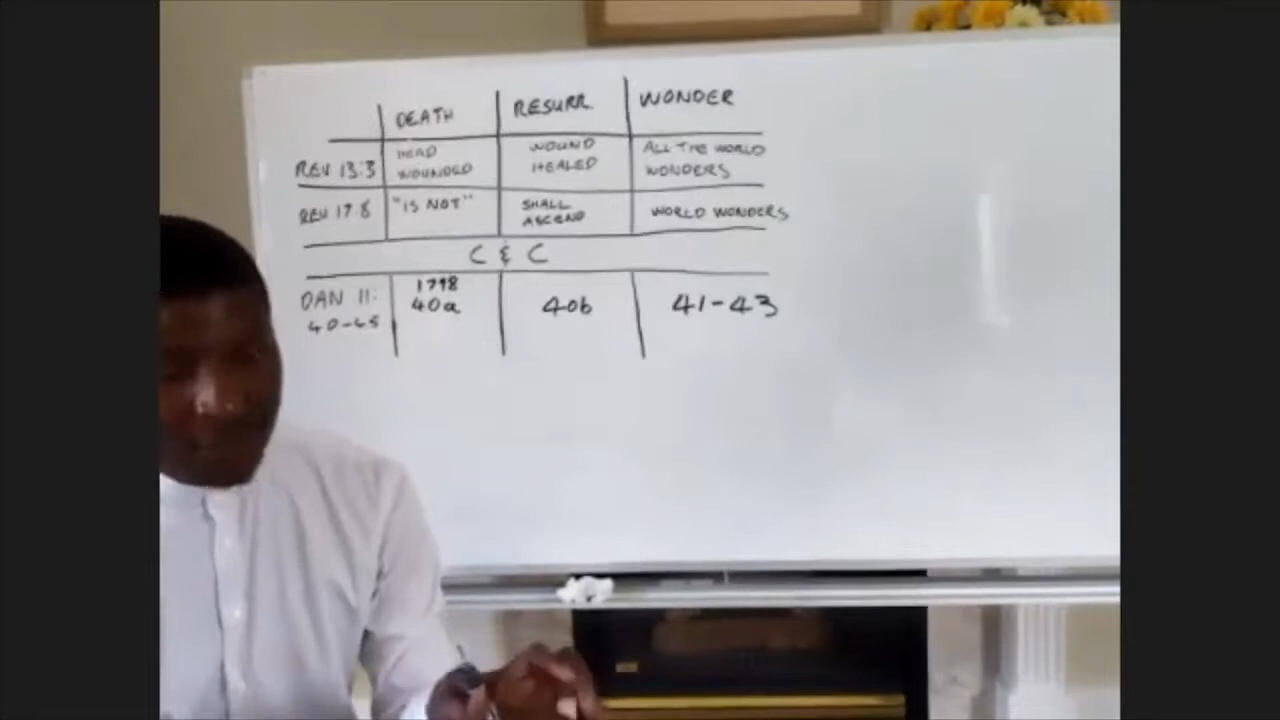 DEATH RESURR. WONDER
REV 13:3 HEAD WOUNDED WOUND HEALED ALL THE WORLD WONDERS
REV 17:8 "IS NOT" SHALL ASCEND WORLD WONDERS
C & C
DAN 11: 40-45 1798 40a 40b 41-43